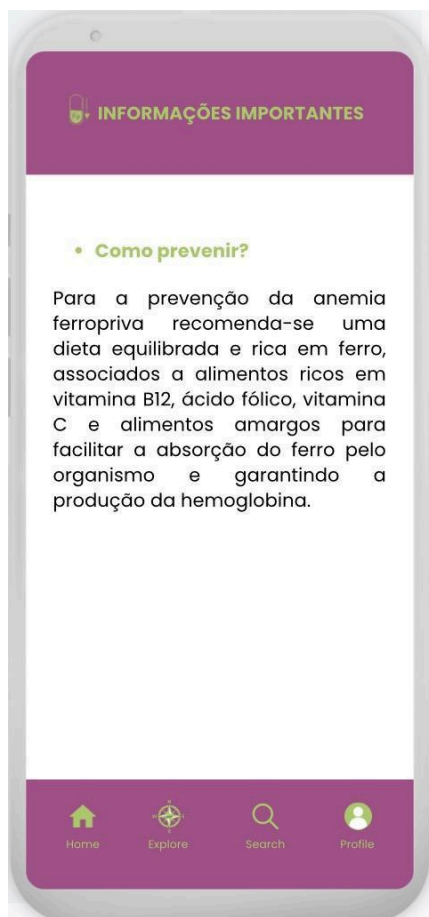 INFORMAÇÕES IMPORTANTES
• Como prevenir?
Para a prevenção da anemia
ferropriva recomenda-se uma
dieta equilibrada e rica em ferro,
associados a alimentos ricos em
vitamina B12, ácido fólico, vitamina
C e alimentos amargos para
facilitar a absorção do ferro pelo
organismo e garantindo a
produção da hemoglobina.
Home Explore Search Profile